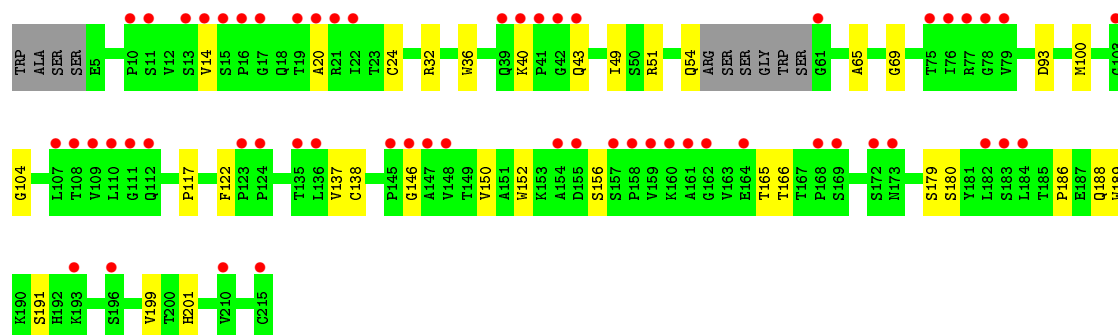 TRP ALA SER SER E5 P10 S11 V12 S13 V14 S15 P16 G17 Q18 T19 A20 R21 I22 T23 C24 R32 W36 Q39 K40 P41 G42 Q43 I49 S50 R51 Q54 ARG SER SER GLY TRP SER G61 A65 G69 T75 I76 R77 G78 V79 D93 M100 G103
G104 L107 T108 V109 L110 G111 Q112 P117 F122 P123 P124 T135 L136 V137 C138 P145 G146 A147 V148 T149 V150 A151 W152 K153 A154 D155 S156 S157 P158 V159 K160 A161 G162 V163 E164 T165 T166 T167 P168 S169 S172 N173 S179 S180 Y181 L182 S183 L184 T185 P186 E187 Q188 W189
K190 S191 H192 K193 S196 V199 T200 H201 V210 C215